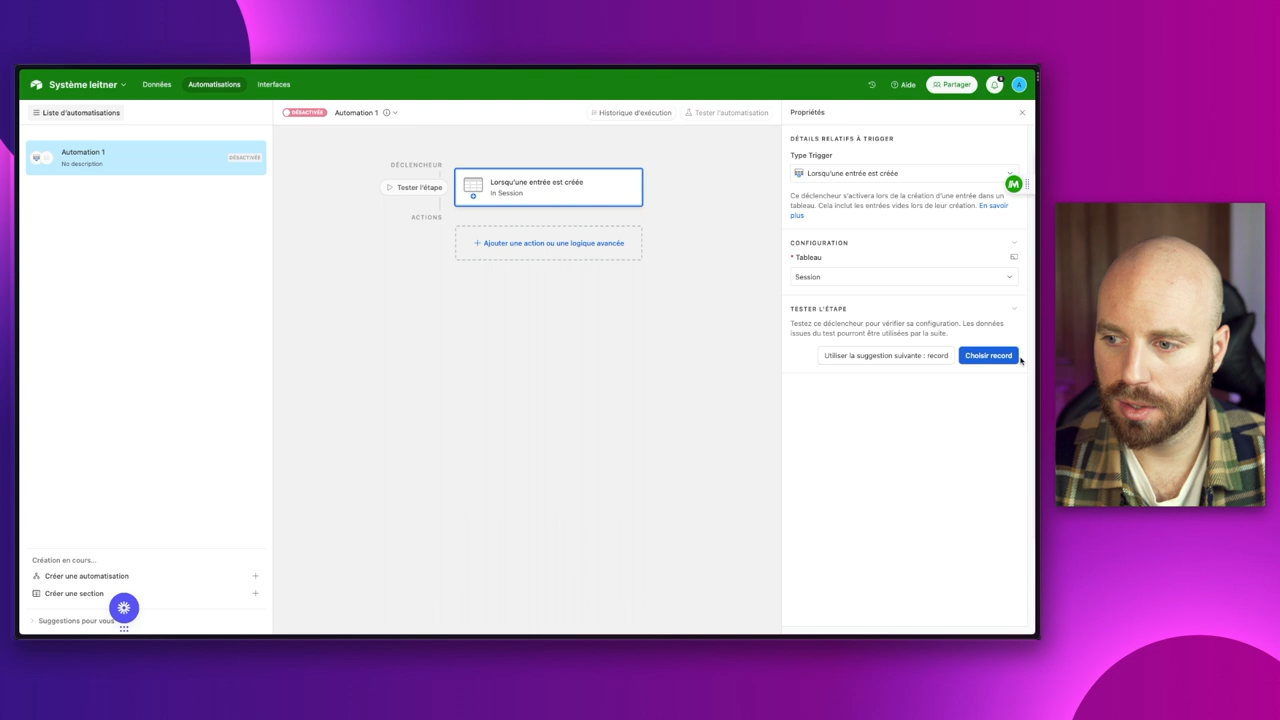 Système leitner
Données
Automatisations
Interfaces
Aide
Partager
A
Liste d'automatisations
DÉSACTIVÉE
Automation 1
Historique d'exécution
Tester l'automatisation
Propriétés
Automation 1
No description
DÉSACTIVÉE
DÉCLENCHEUR
Tester l'étape
Lorsqu'une entrée est créée
In Session
ACTIONS
+ Ajouter une action ou une logique avancée
DÉTAILS RELATIFS À TRIGGER
Type Trigger
Lorsqu'une entrée est créée
Ce déclencheur s'activera lors de la création d'une entrée dans un
tableau. Cela inclut les entrées vides lors de leur création. En savoir
plus
CONFIGURATION
* Tableau
Session
TESTER L'ÉTAPE
Testez ce déclencheur pour vérifier sa configuration. Les données
issues du test pourront être utilisées par la suite.
Utiliser la suggestion suivante : record
Choisir record
Création en cours...
Créer une automatisation
Créer une section
Suggestions pour vous